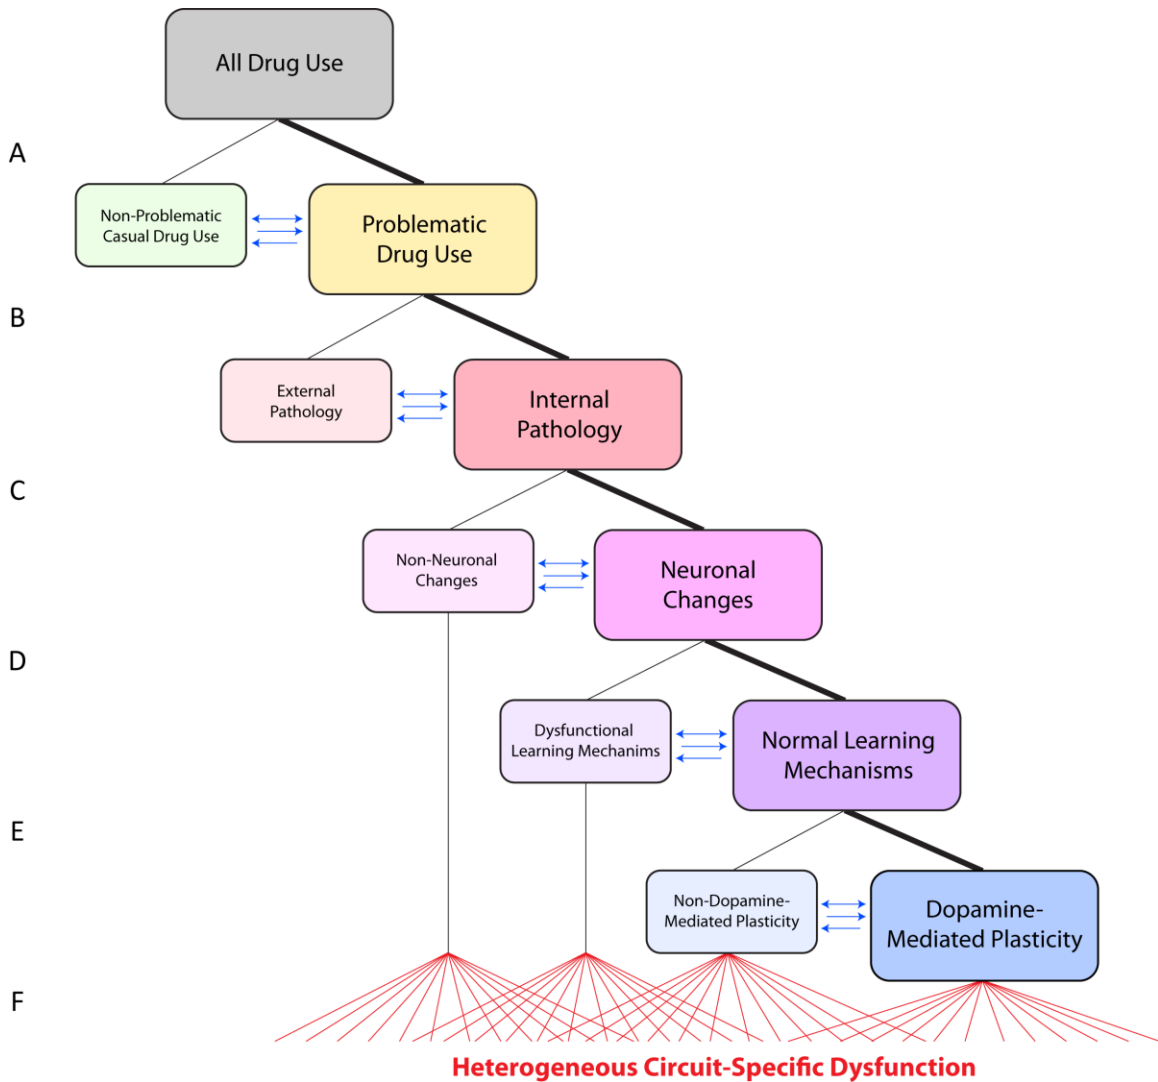 All Drug Use
A
Non-Problematic
Casual Drug Use
Problematic
Drug Use
B
External
Pathology
Internal
Pathology
C
Non-Neuronal
Changes
Neuronal
Changes
D
Dysfunctional
Learning Mechanims
Normal Learning
Mechanisms
E
Non-Dopamine-
Mediated Plasticity
Dopamine-
Mediated Plasticity
F
Heterogeneous Circuit-Specific Dysfunction